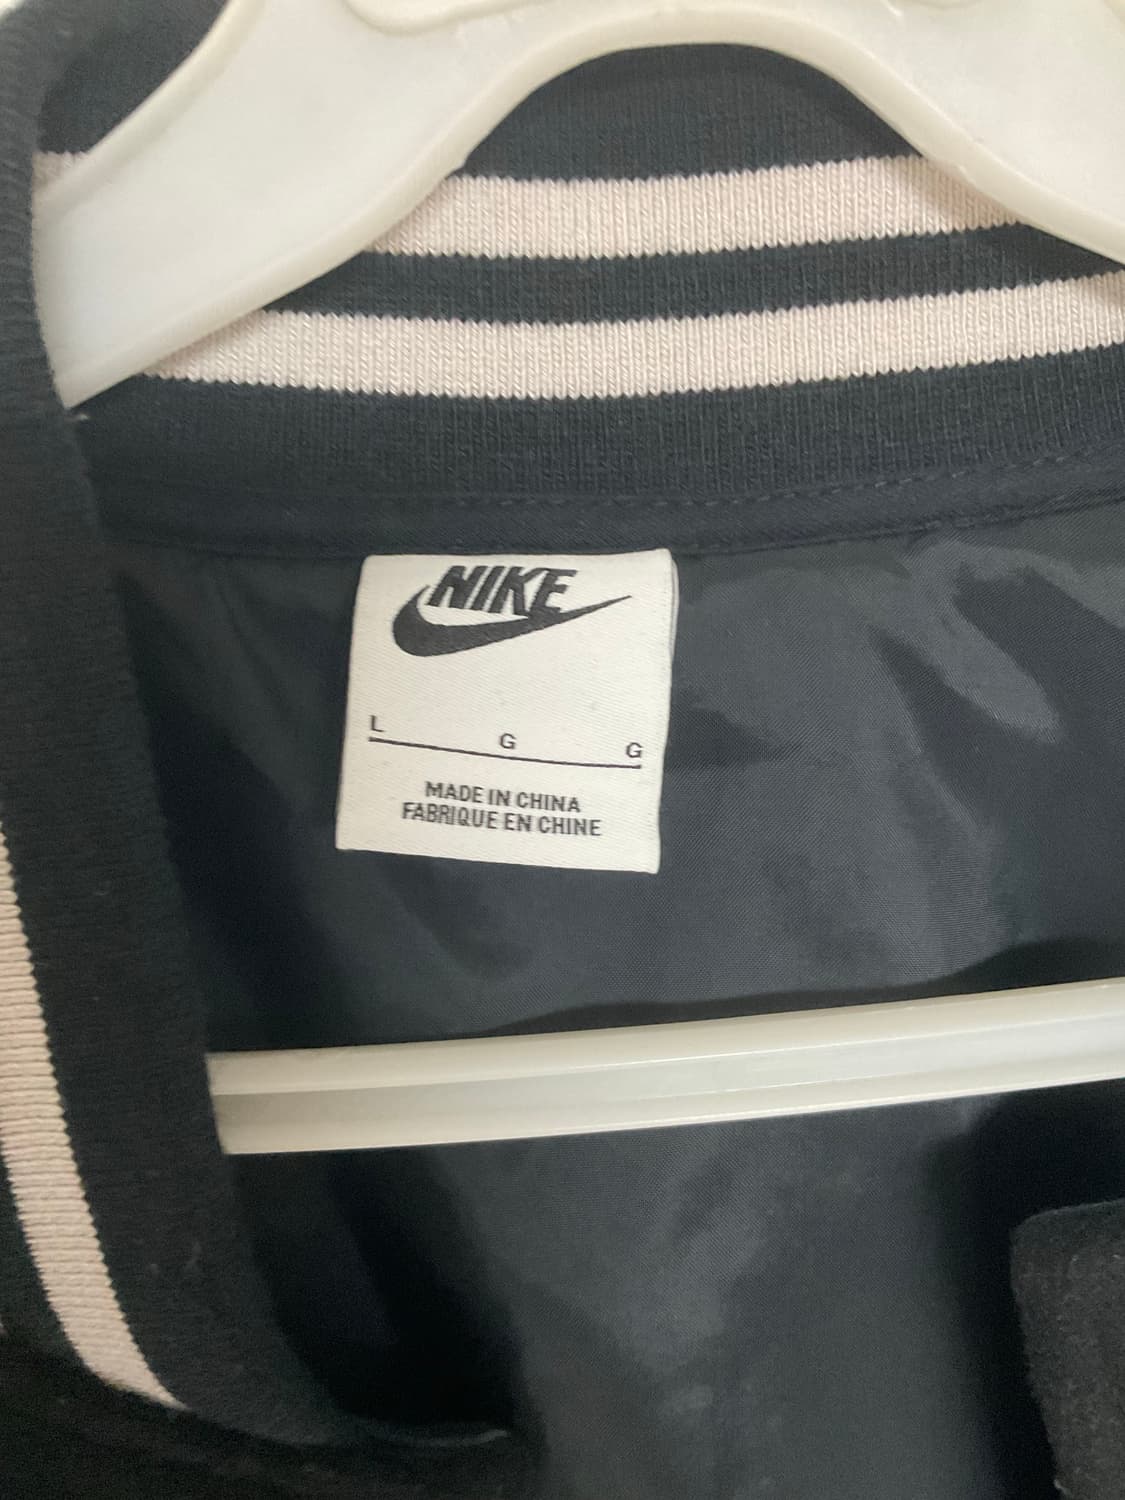 NIKE
L G G
MADE IN CHINA
FABRIQUE EN CHINE